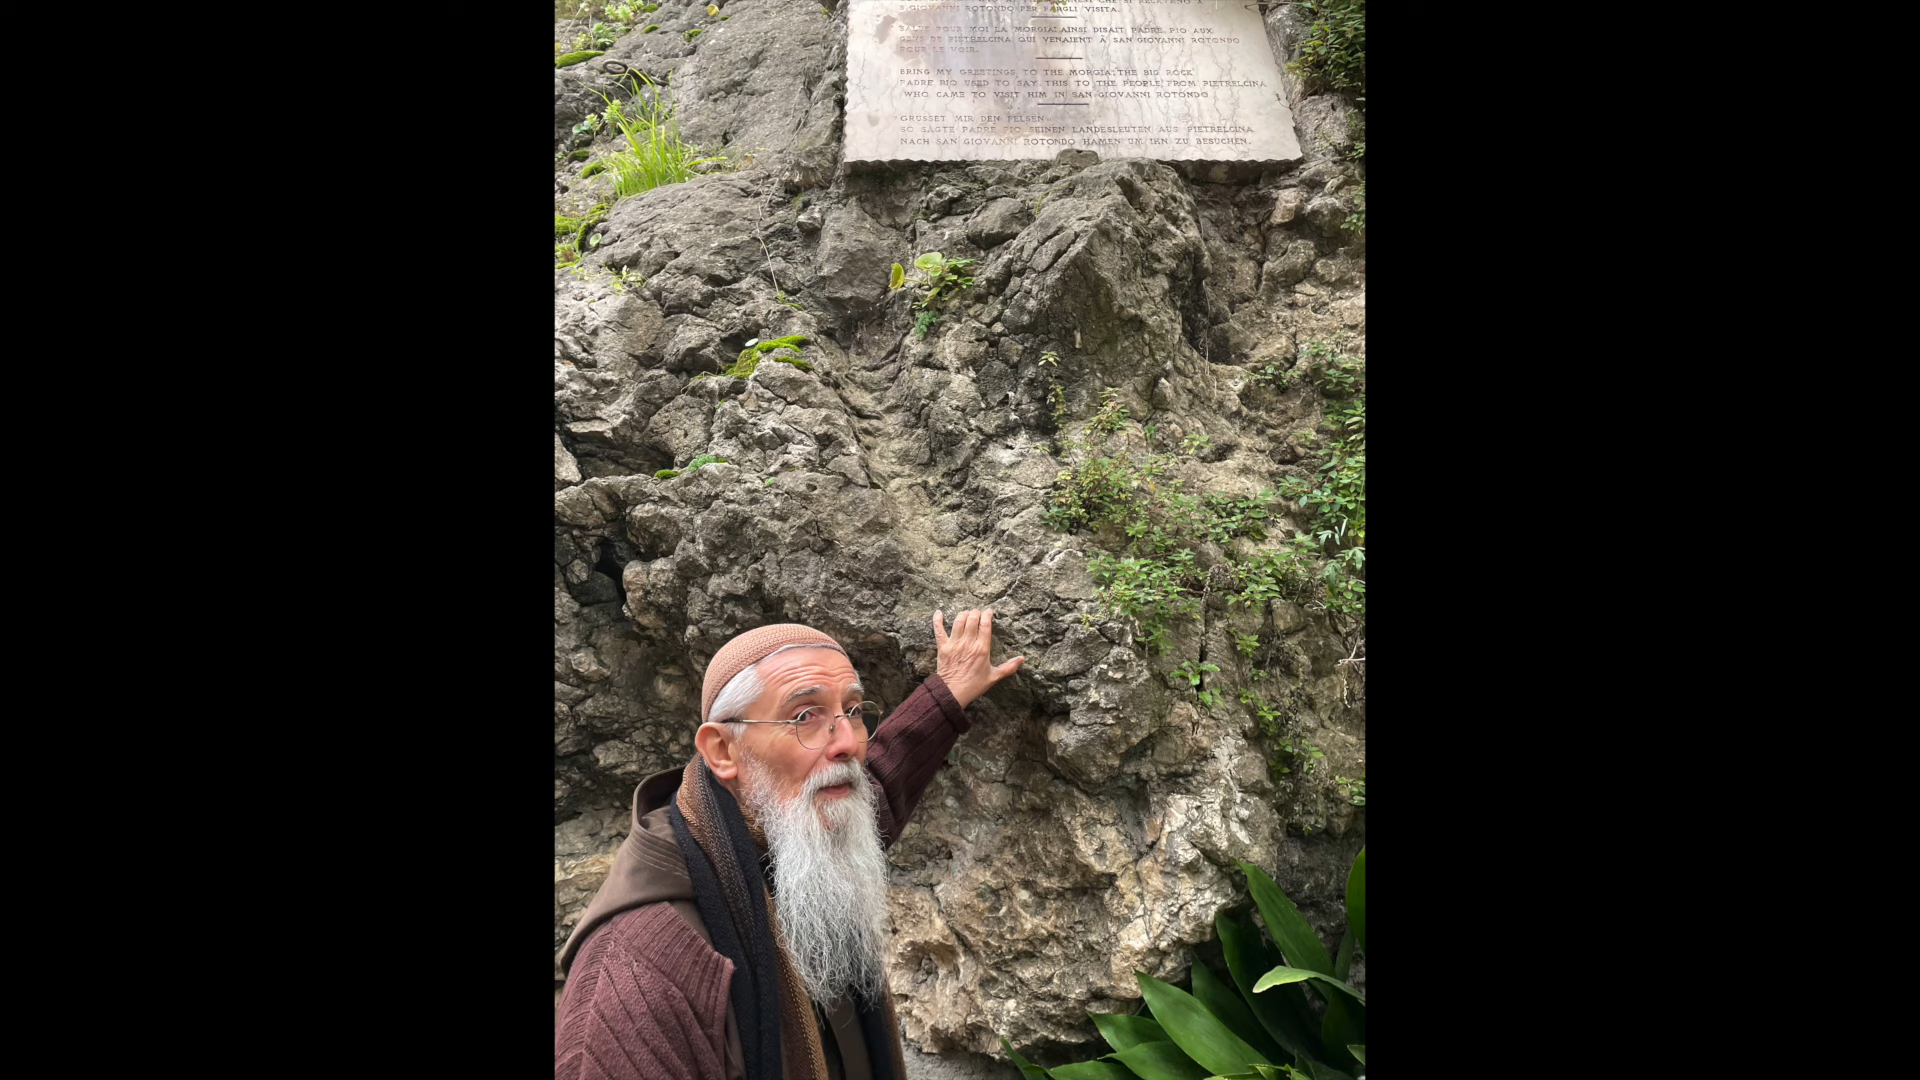 S. GIOVANNI ROTONDO PER FARGLI VISITA.
POUR MOI LA MORGIA: AINSI DISAIT PADRE PIO AUX
GENS DE PIETRELCINA QUI VENAIENT À SAN GIOVANNI ROTONDO
POUR LE VOIR.
BRING MY GREETINGS TO THE MORGIA: THE BIG ROCK
PADRE PIO USED TO SAY THIS TO THE PEOPLE FROM PIETRELCINA
WHO CAME TO VISIT HIM IN SAN GIOVANNI ROTONDO
GRUSSET MIR DEN FELSEN
SO SAGTE PADRE PIO SEINEN LANDESLEUTEN AUS PIETRELCINA
NACH SAN GIOVANNI ROTONDO HAMEN UM IHN ZU BESUCHEN.